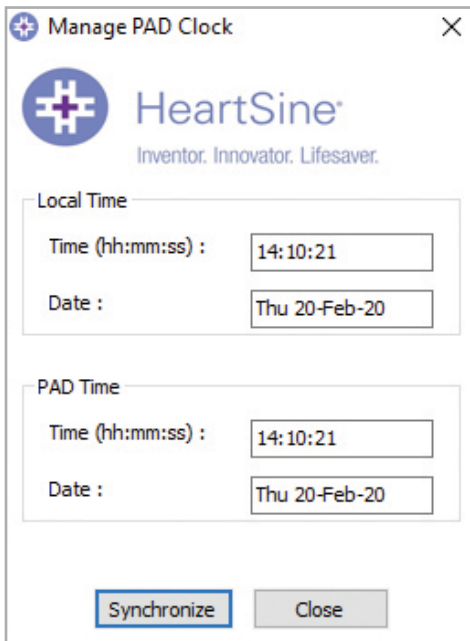 Manage PAD Clock
HeartSine®
Inventor. Innovator. Lifesaver.
Local Time
Time (hh:mm:ss) : 14:10:21
Date : Thu 20-Feb-20
PAD Time
Time (hh:mm:ss) : 14:10:21
Date : Thu 20-Feb-20
Synchronize Close